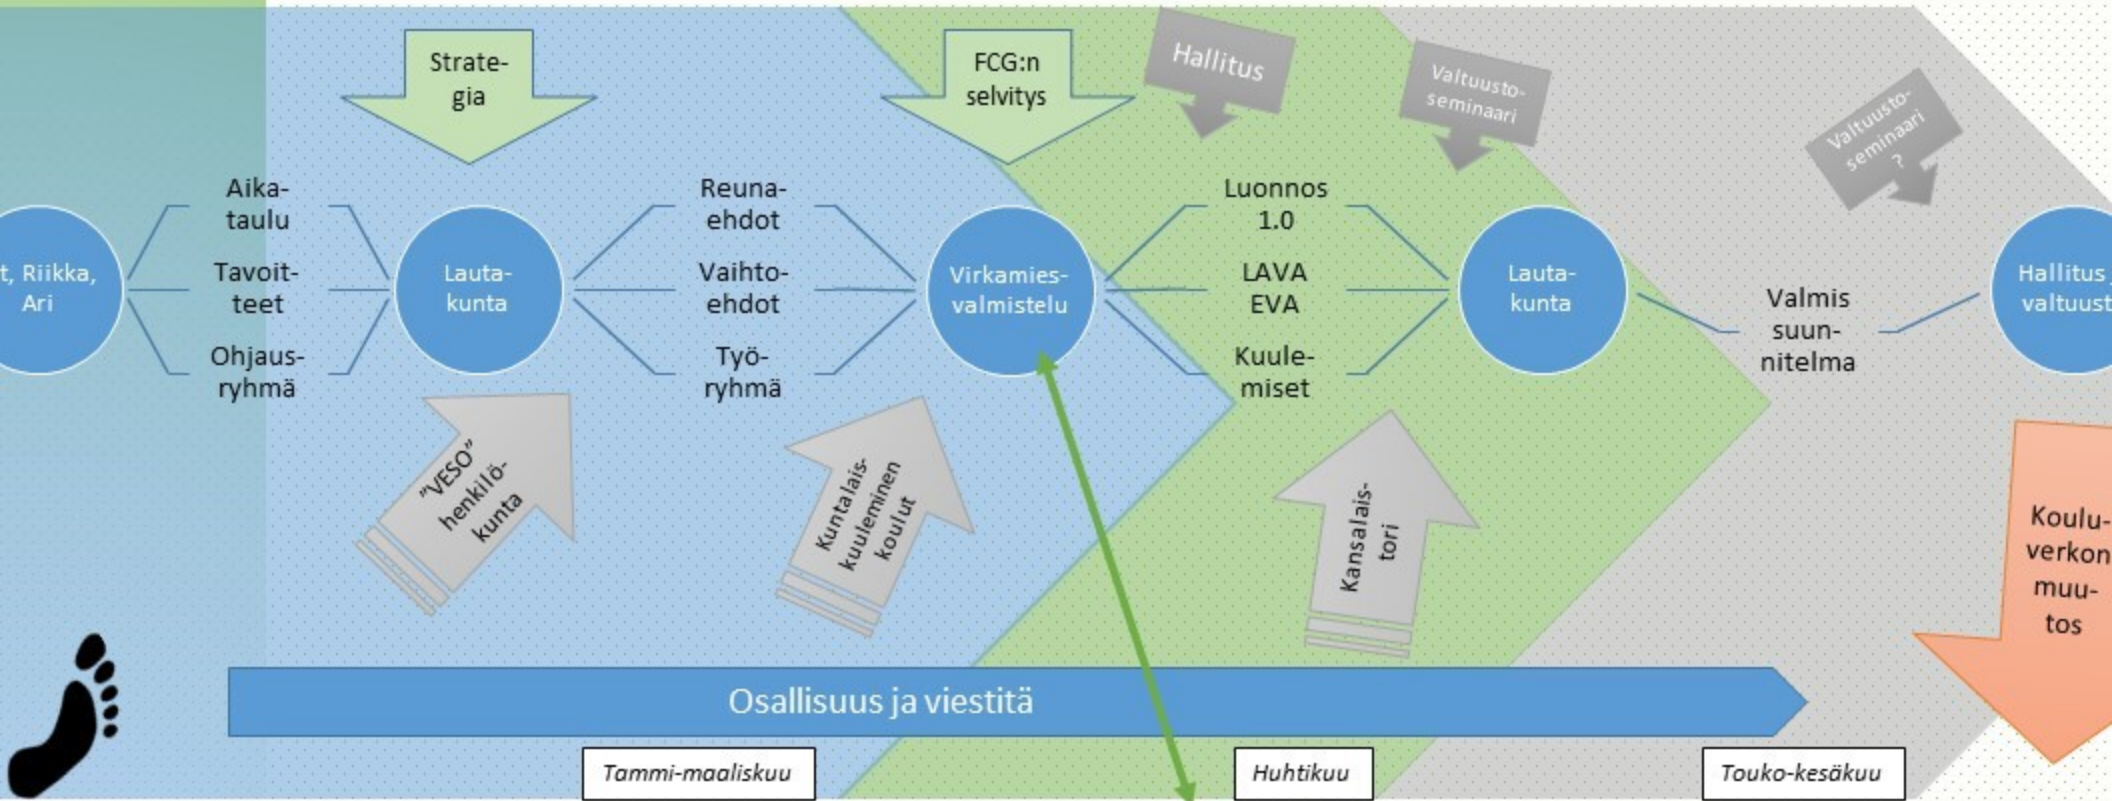 Strate-
gia
FCG:n
selvitys
Hallitus
Valtuusto-
seminaari
Valtuusto-
seminaari
?
t, Riikka,
Ari
Aika-
taulu
Tavoit-
teet
Ohjaus-
ryhmä
Lauta-
kunta
Reuna-
ehdot
Vaihto-
ehdot
Työ-
ryhmä
Virkamies-
valmistelu
Luonnos
1.0
LAVA
EVA
Kuule-
miset
Lauta-
kunta
Valmis
suun-
nitelma
Hallitus
valtuust
"VESO"
henkilö-
kunta
Kuntalais-
kuuleminen
koulut
Kansalais-
tori
Koulu-
verkon
muu-
tos
Osallisuus ja viestitä
Tammi-maaliskuu
Huhtikuu
Touko-kesäkuu